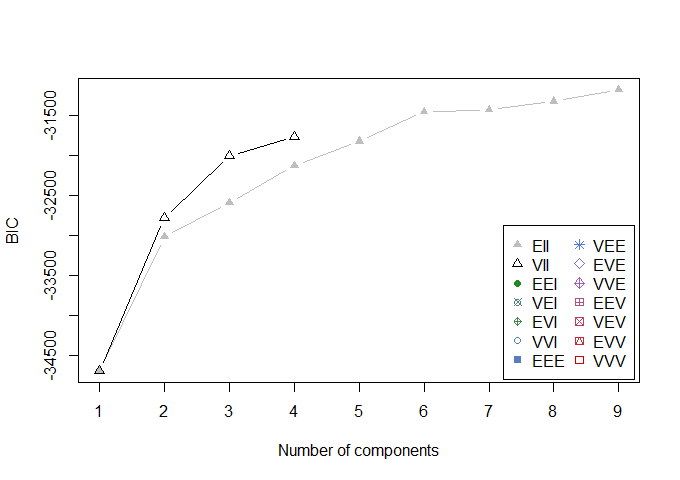 BIC
-31500
-32500
-33500
-34500
1 2 3 4 5 6 7 8 9
Number of components
EII VEE
VII EVE
EEI VVE
VEI EEV
EVI VEV
VVI EVV
EEE VVV